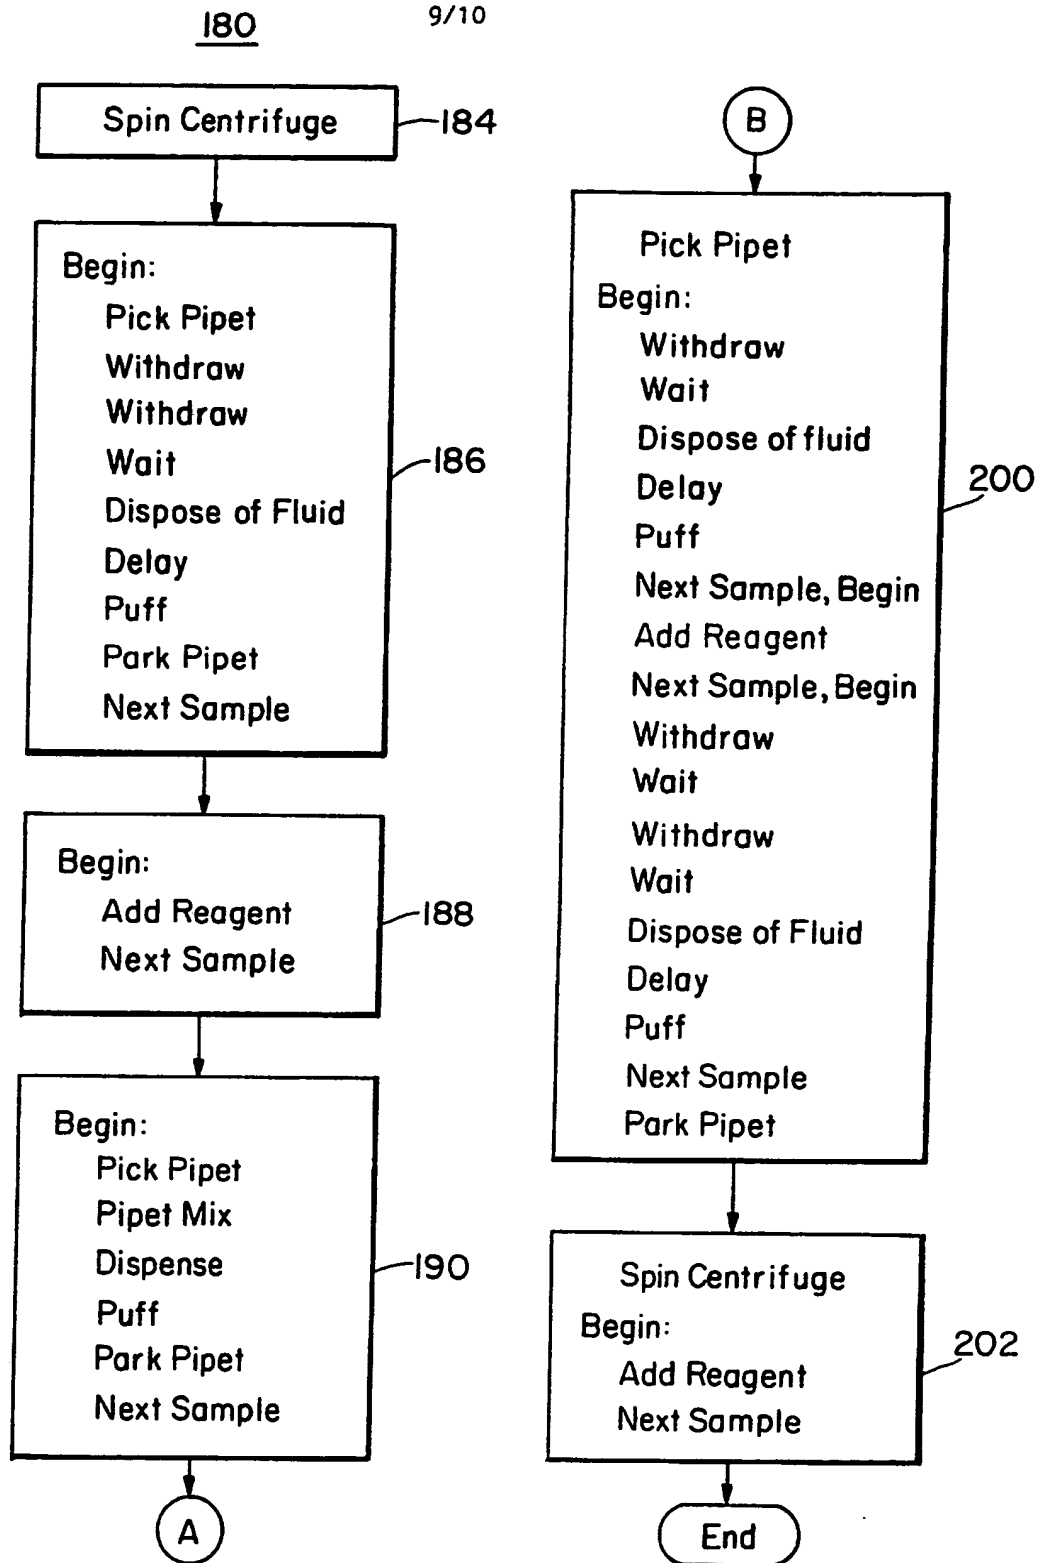 180
9/10
Spin Centrifuge
184
Begin:
Pick Pipet
Withdraw
Withdraw
Wait
Dispose of Fluid
Delay
Puff
Park Pipet
Next Sample
186
Begin:
Add Reagent
Next Sample
188
Begin:
Pick Pipet
Pipet Mix
Dispense
Puff
Park Pipet
Next Sample
190
A
B
Pick Pipet
Begin:
Withdraw
Wait
Dispose of fluid
Delay
Puff
Next Sample, Begin
Add Reagent
Next Sample, Begin
Withdraw
Wait
Withdraw
Wait
Dispose of Fluid
Delay
Puff
Next Sample
Park Pipet
200
Spin Centrifuge
Begin:
Add Reagent
Next Sample
202
End